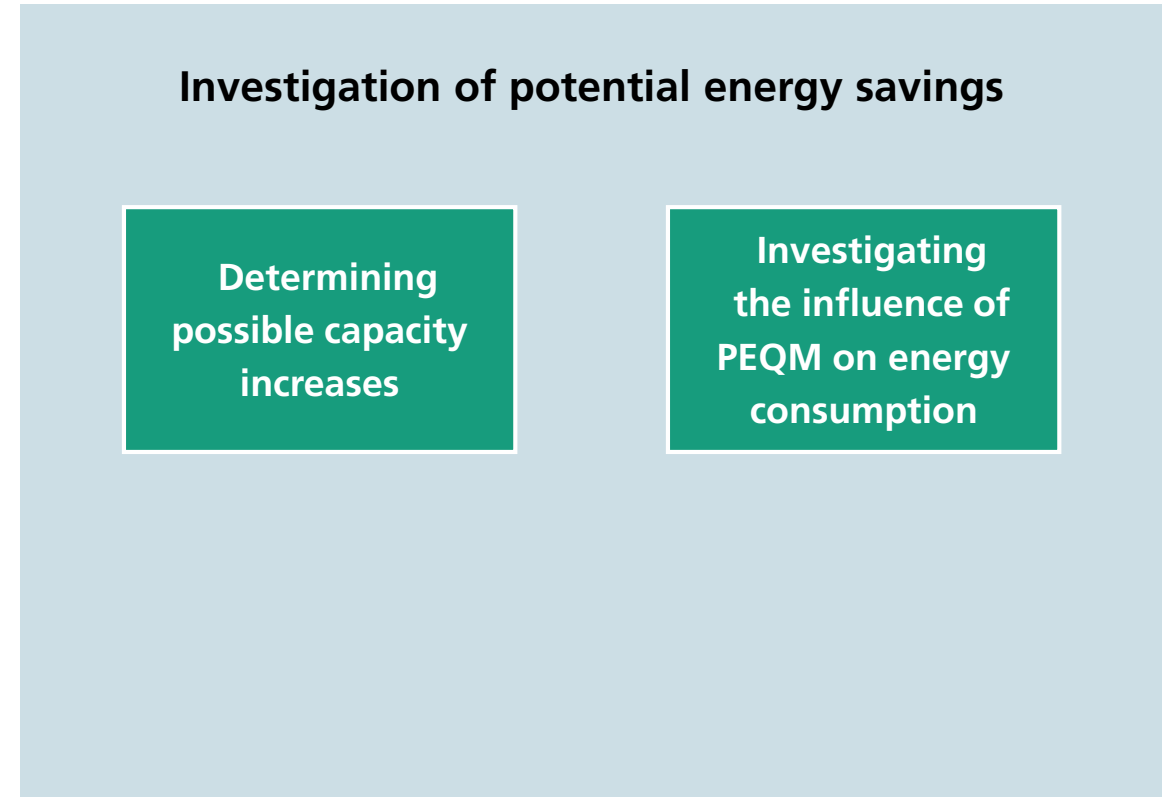 Investigation of potential energy savings
Determining
possible capacity
increases
Investigating
the influence of
PEQM on energy
consumption